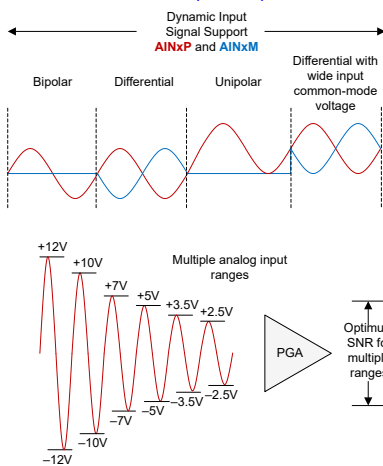 Dynamic Input
Signal Support
AINxP and AINxM
Bipolar
Differential
Unipolar
Differential with
wide input
common-mode
voltage
+12V
+10V
+7V
+5V
+3.5V
+2.5V
Multiple analog input
ranges
PGA
SNR
ranges
–2.5V
–3.5V
–5V
–7V
–10V
–12V